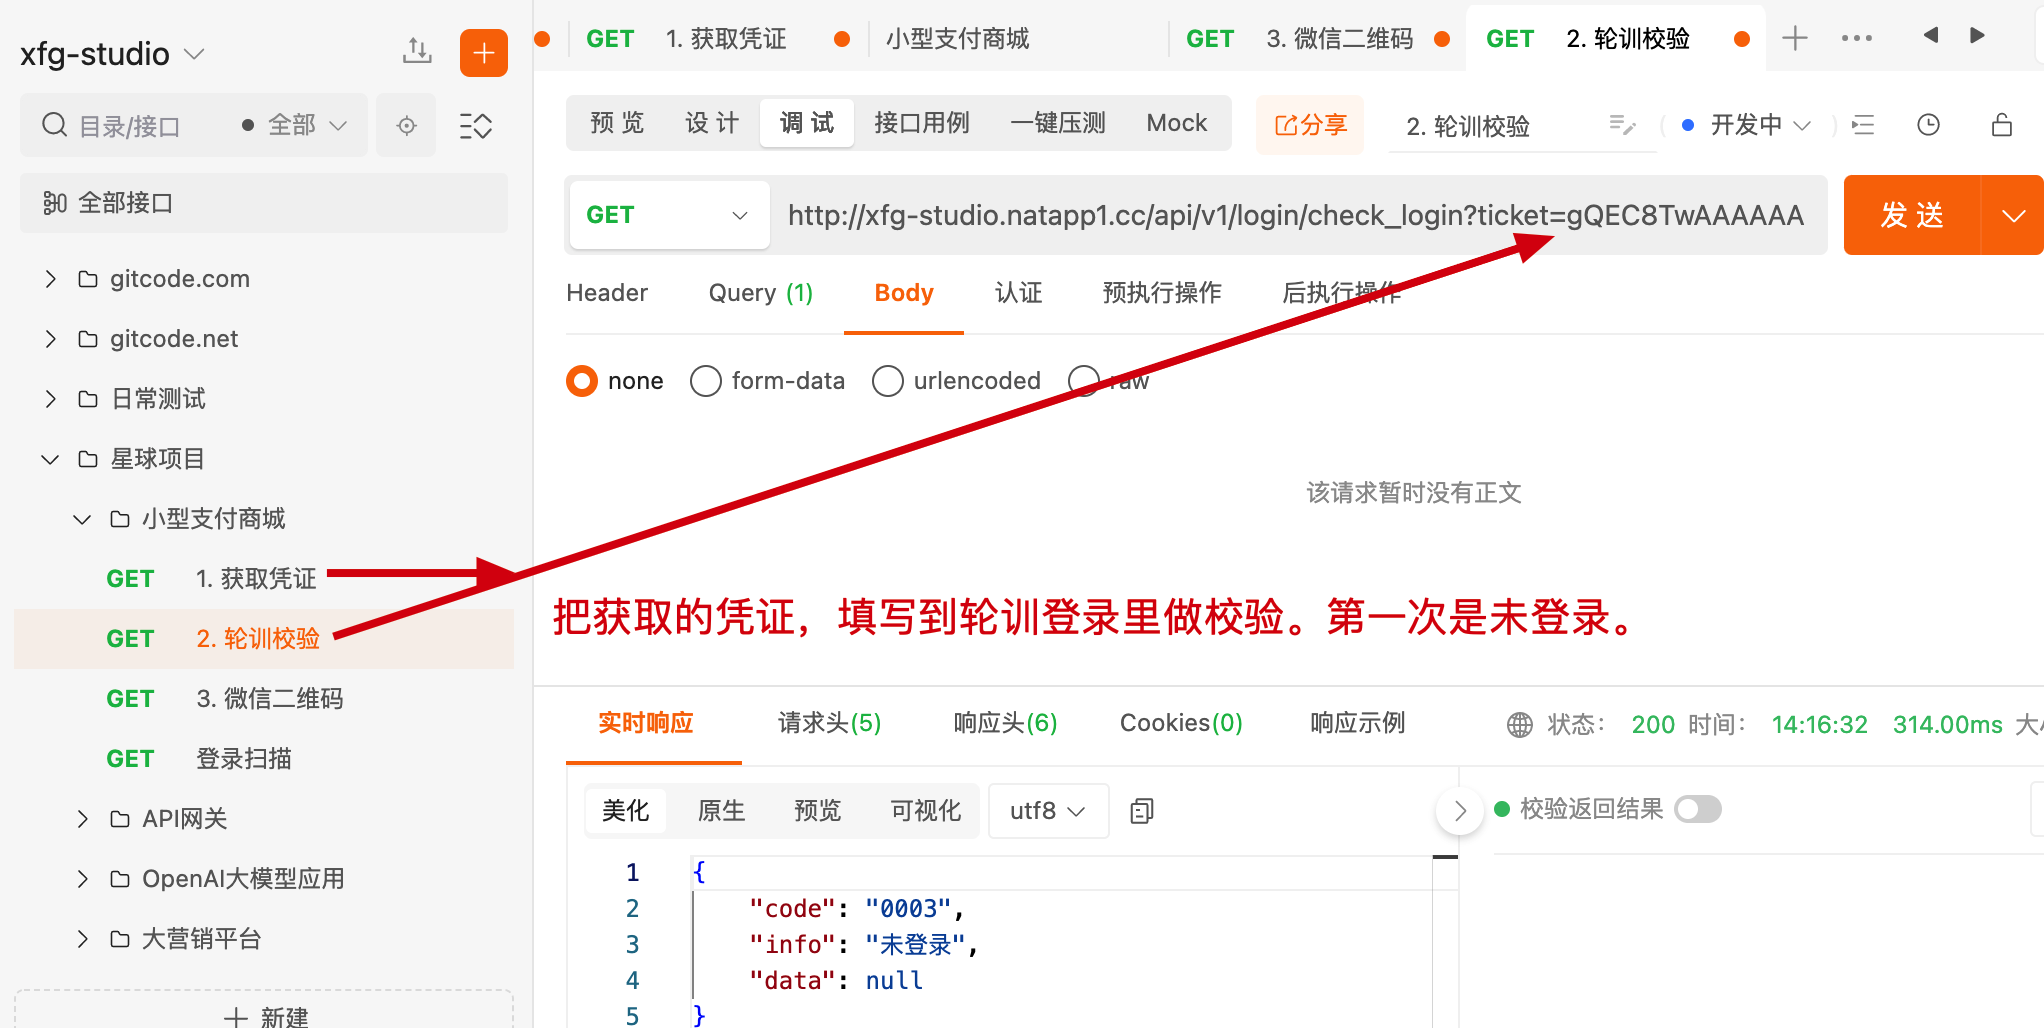 xfg-studio
目录/接口
全部
全部接口
gitcode.com
gitcode.net
日常测试
星球项目
小型支付商城
GET 1. 获取凭证
GET 2. 轮训校验
GET 3. 微信二维码
GET 登录扫描
API网关
OpenAI大模型应用
大营销平台
新建
GET 1. 获取凭证
小型支付商城
GET 3. 微信二维码
GET 2. 轮训校验
预 览 设 计 调 试 接口用例 一键压测 Mock
分享
2. 轮训校验
开发中
GET http://xfg-studio.natapp1.cc/api/v1/login/check_login?ticket=gQEC8TwAAAAAA
发 送
Header Query (1) Body 认证 预执行操作 后执行操作
none form-data urlencoded raw
该请求暂时没有正文
把获取的凭证，填写到轮训登录里做校验。第一次是未登录。
实时响应 请求头(5) 响应头(6) Cookies(0) 响应示例
状态： 200 时间： 14:16:32 314.00ms
美化 原生 预览 可视化 utf8
校验返回结果
1 {
2 "code": "0003",
3 "info": "未登录",
4 "data": null
5 }